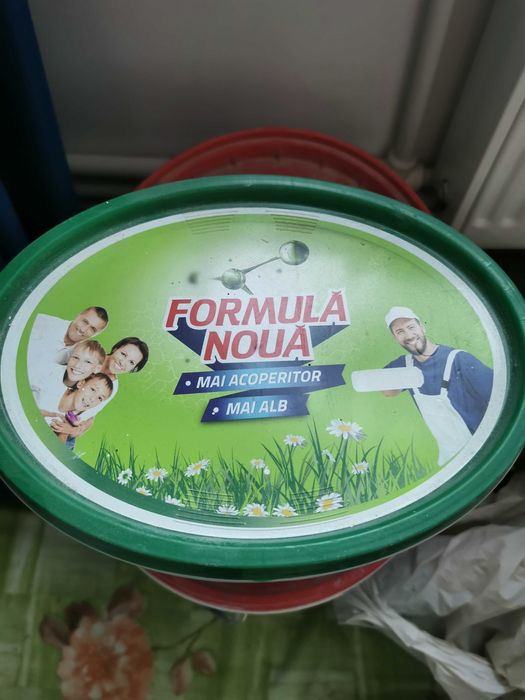 FORMULĂ
NOUĂ
• MAI ACOPERITOR
• MAI ALB